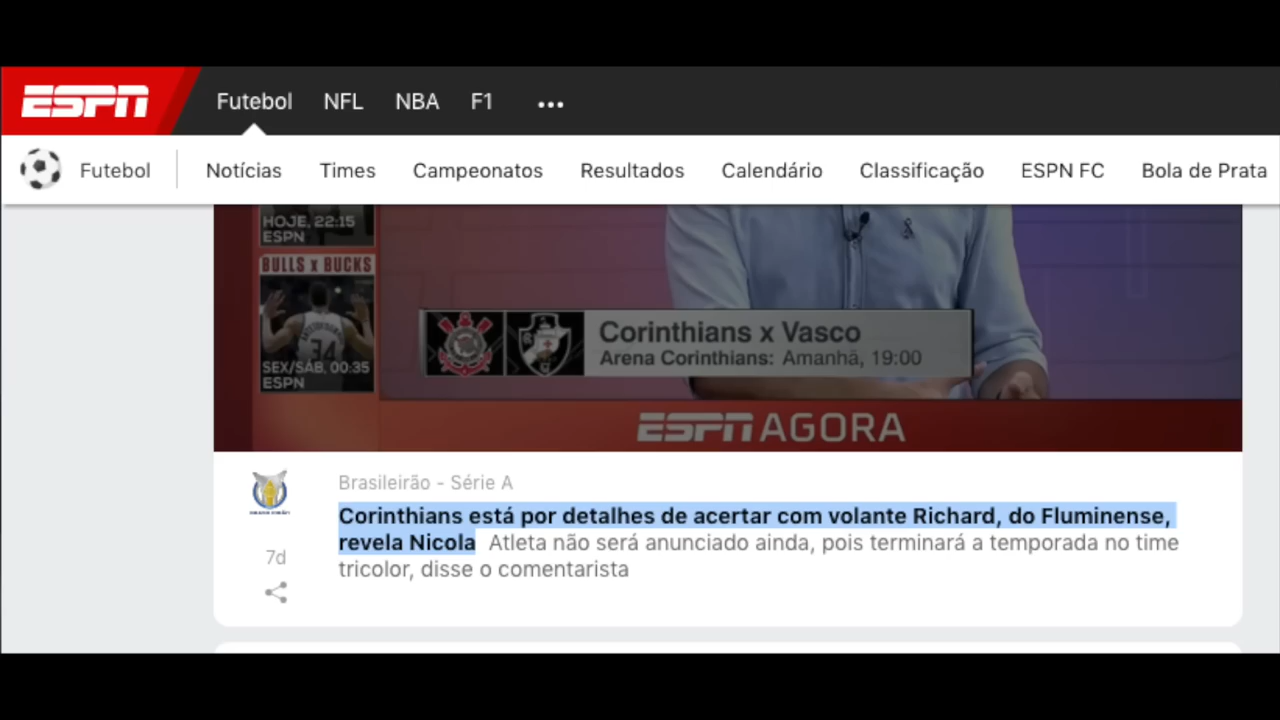 ESPN
Futebol NFL NBA F1 ...
Futebol Notícias Times Campeonatos Resultados Calendário Classificação ESPN FC Bola de Prata
HOJE, 22:15
ESPN
BULLS x BUCKS
34
SEX/SÁB, 00:35
ESPN
Corinthians x Vasco
Arena Corinthians: Amanhã, 19:00
ESPN AGORA
Brasileirão - Série A
Corinthians está por detalhes de acertar com volante Richard, do Fluminense,
revela Nicola Atleta não será anunciado ainda, pois terminará a temporada no time
tricolor, disse o comentarista
7d